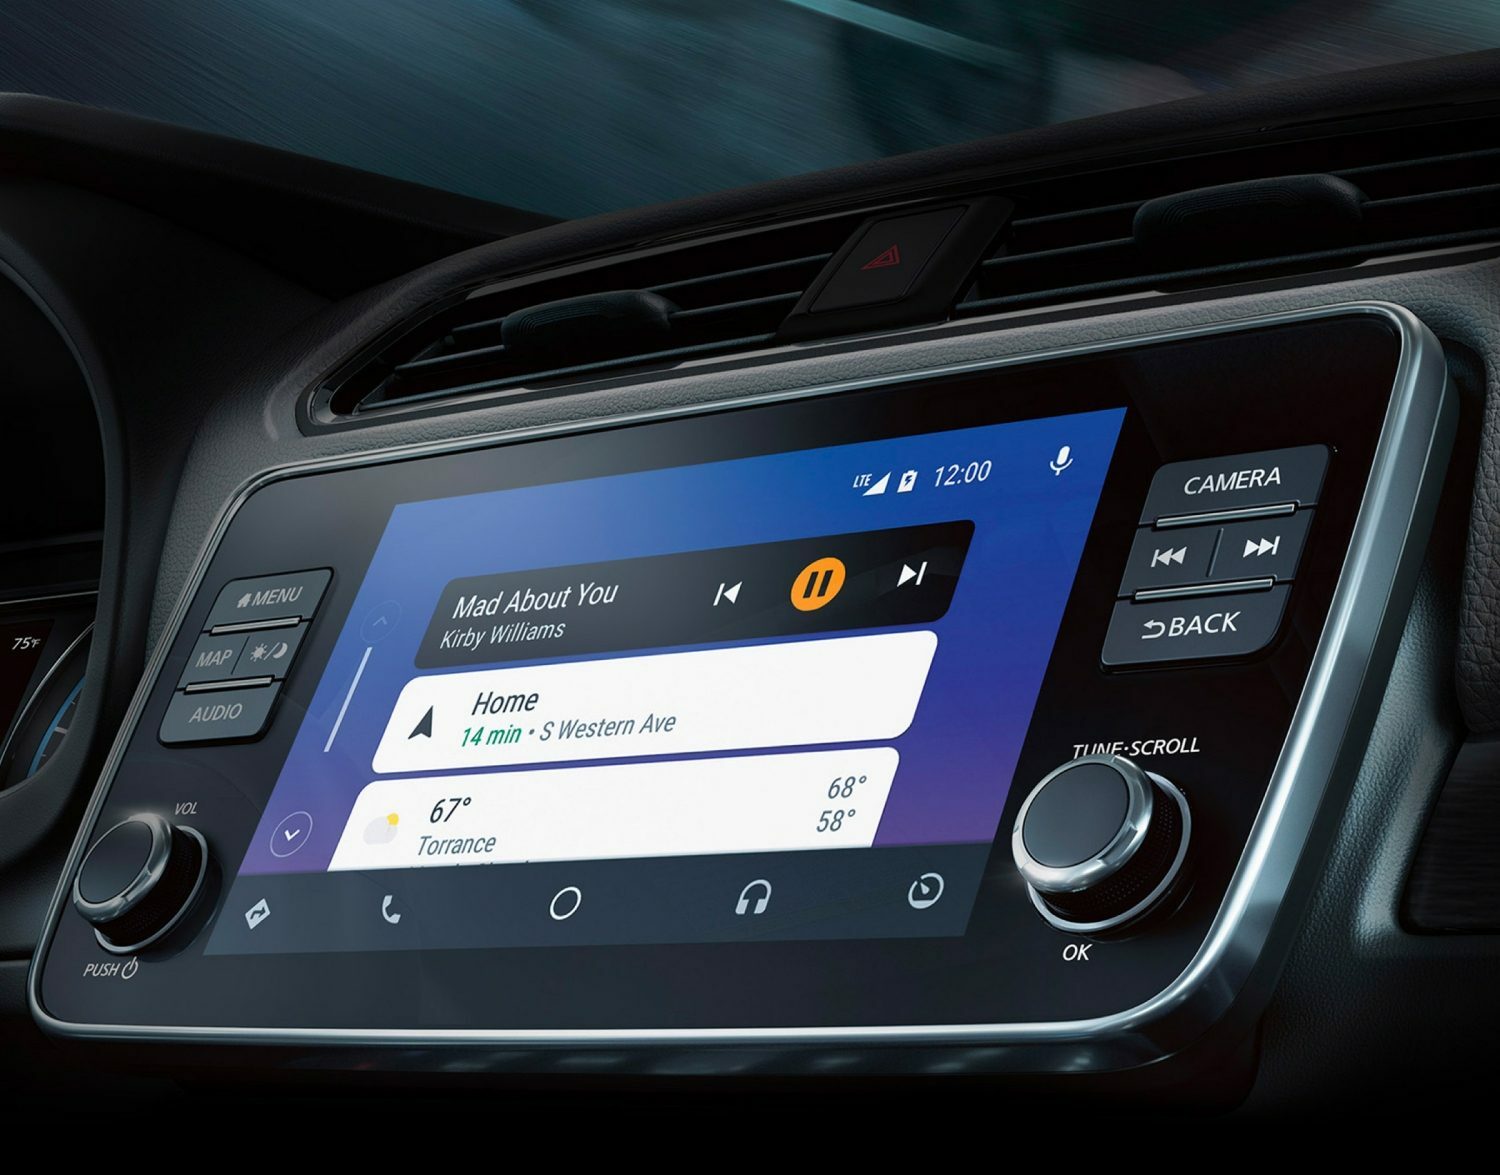 LTE 12:00
CAMERA
Mad About You
Kirby Williams
MENU
MAP
AUDIO
BACK
75°F
Home
14 min • S Western Ave
TUNE·SCROLL
67°
Torrance
68°
58°
VOL
PUSH
OK